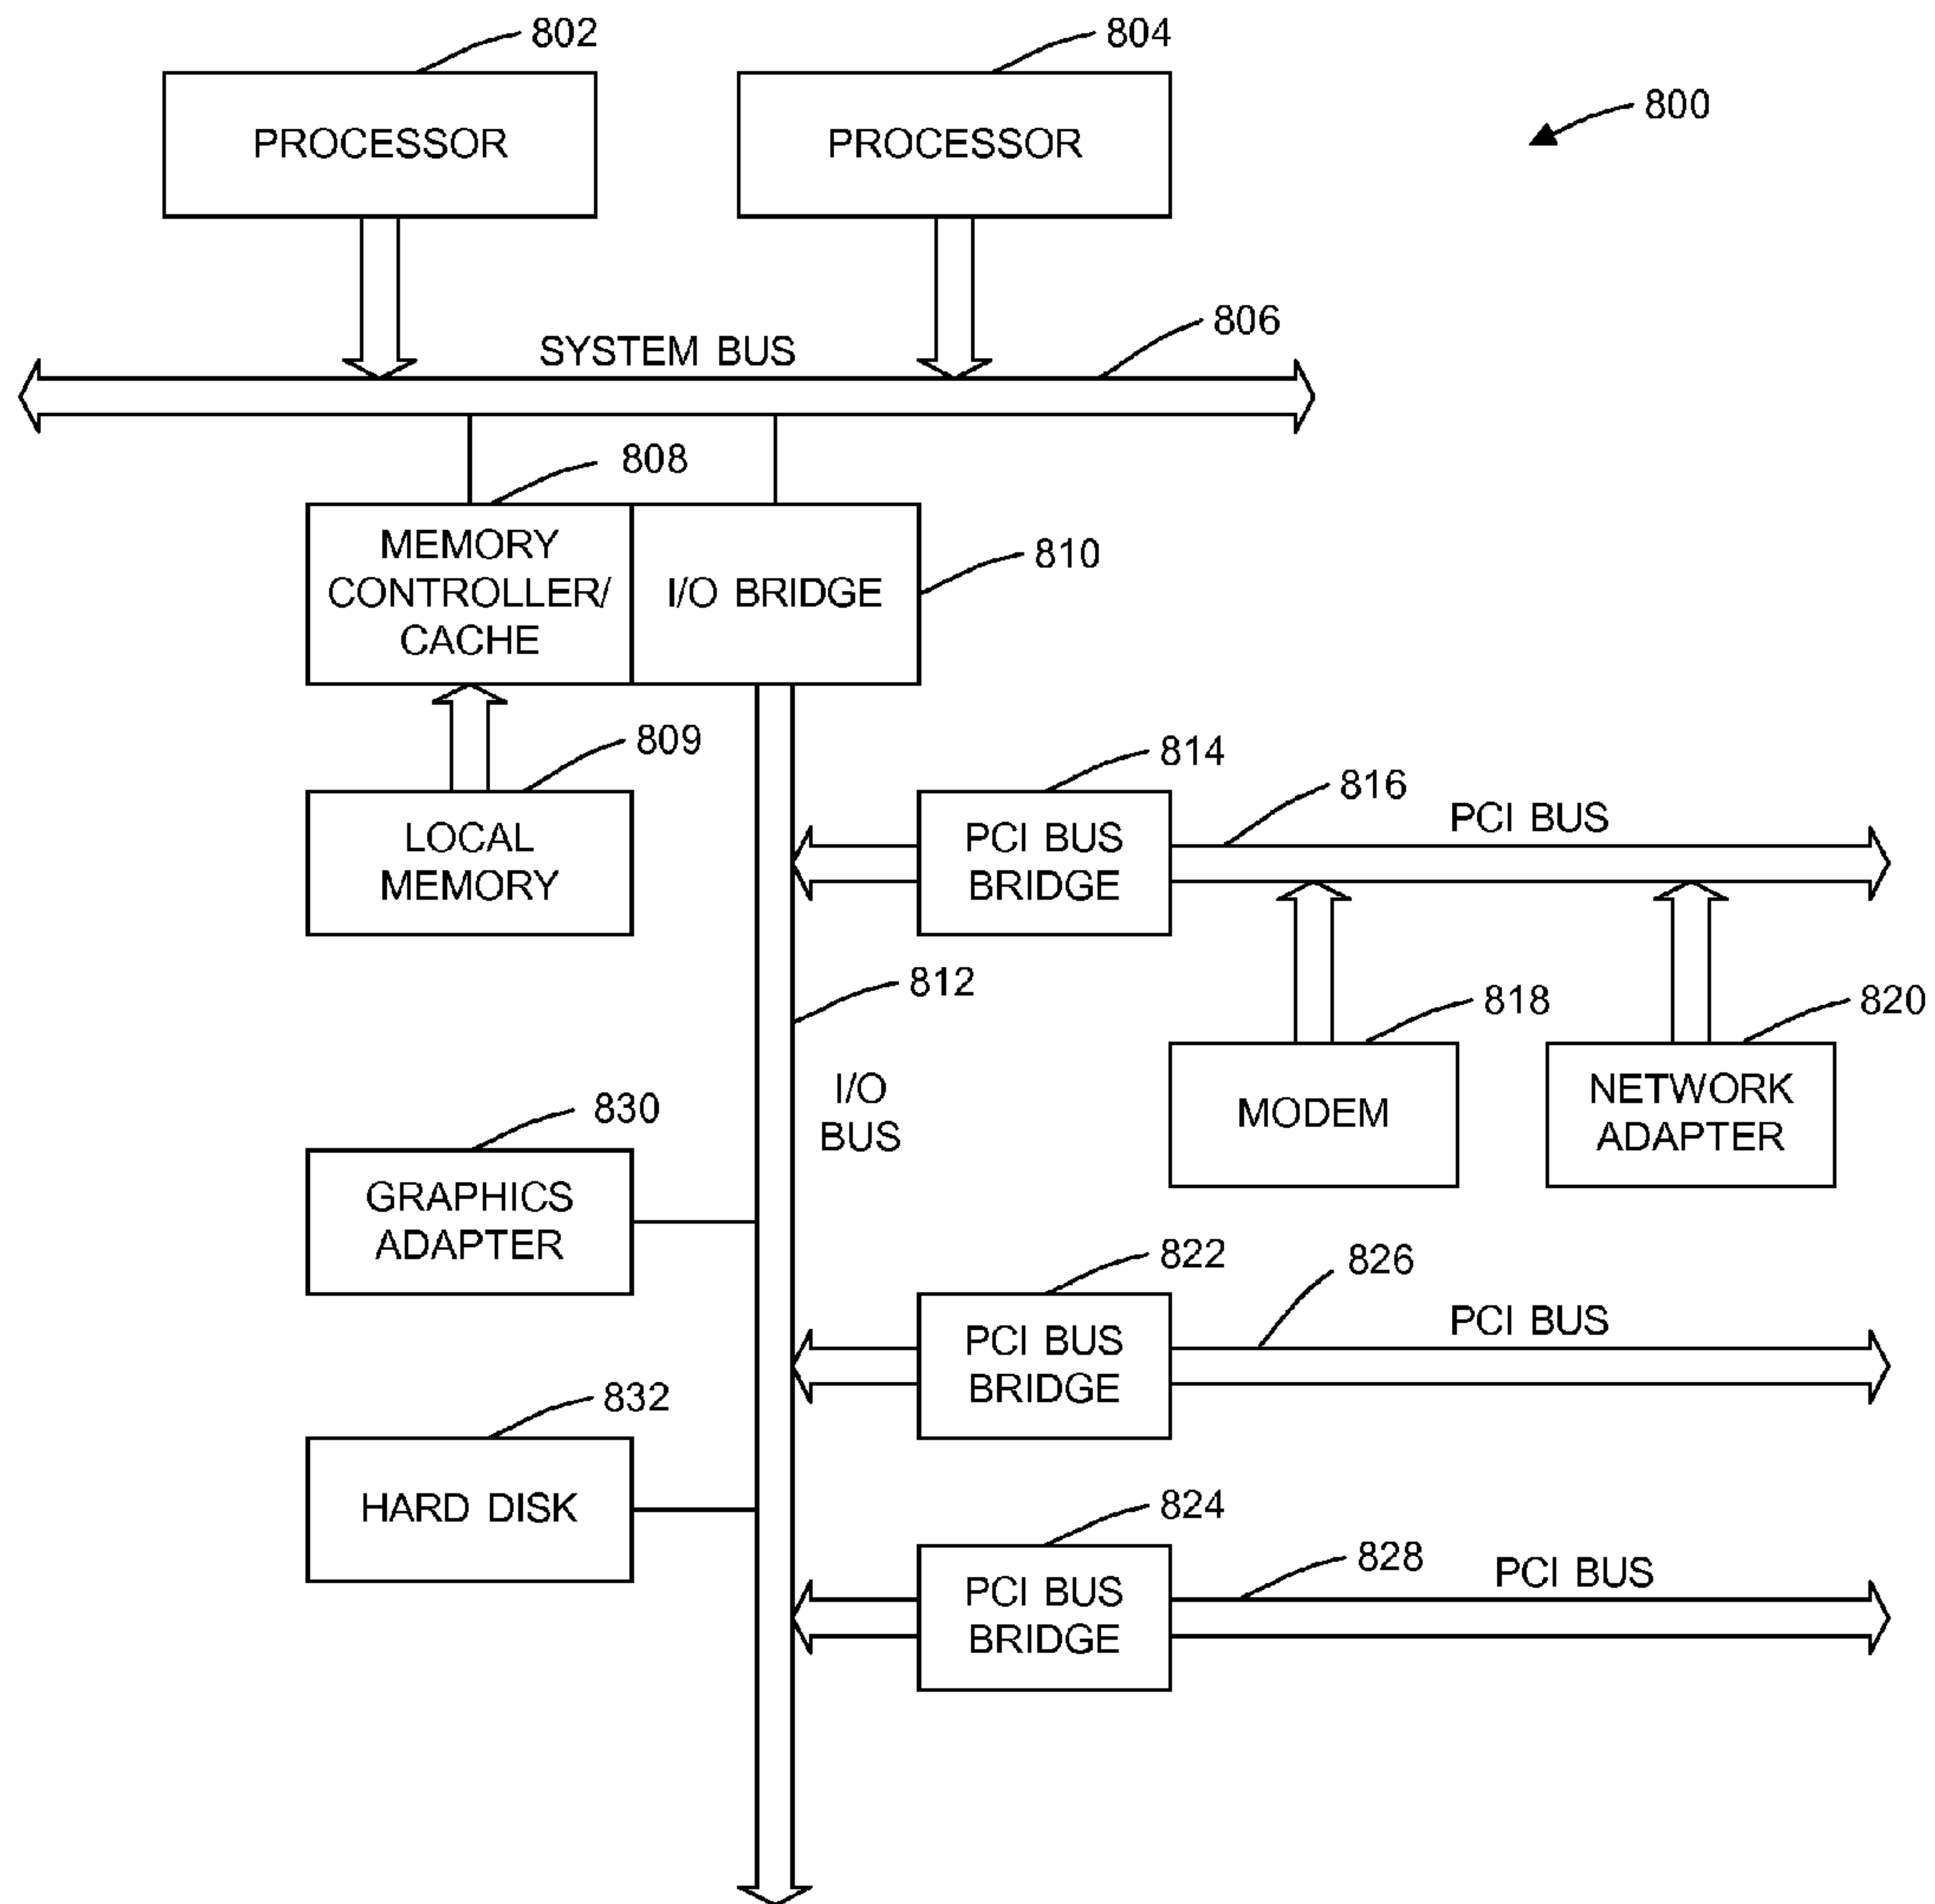 802
804
800
PROCESSOR
PROCESSOR
806
SYSTEM BUS
808
810
MEMORY
CONTROLLER/
CACHE
I/O BRIDGE
809
814
816
PCI BUS
LOCAL
MEMORY
PCI BUS
BRIDGE
812
818
820
I/O
BUS
MODEM
NETWORK
ADAPTER
830
GRAPHICS
ADAPTER
822
826
PCI BUS
PCI BUS
BRIDGE
832
HARD DISK
824
828
PCI BUS
PCI BUS
BRIDGE